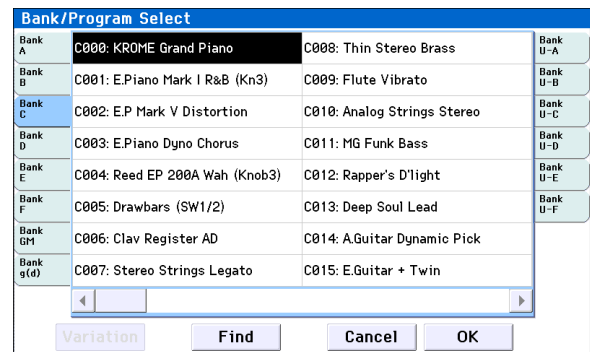 Bank/Program Select
Bank A
Bank B
Bank C
Bank D
Bank E
Bank F
Bank GM
Bank g(d)
C000: KROME Grand Piano
C001: E.Piano Mark I R&B (Kn3)
C002: E.P Mark V Distortion
C003: E.Piano Dyno Chorus
C004: Reed EP 200A Wah (Knob3)
C005: Drawbars (SW1/2)
C006: Clav Register AD
C007: Stereo Strings Legato
C008: Thin Stereo Brass
C009: Flute Vibrato
C010: Analog Strings Stereo
C011: MG Funk Bass
C012: Rapper's D'light
C013: Deep Soul Lead
C014: A.Guitar Dynamic Pick
C015: E.Guitar + Twin
Bank U-A
Bank U-B
Bank U-C
Bank U-D
Bank U-E
Bank U-F
Variation
Find
Cancel
OK